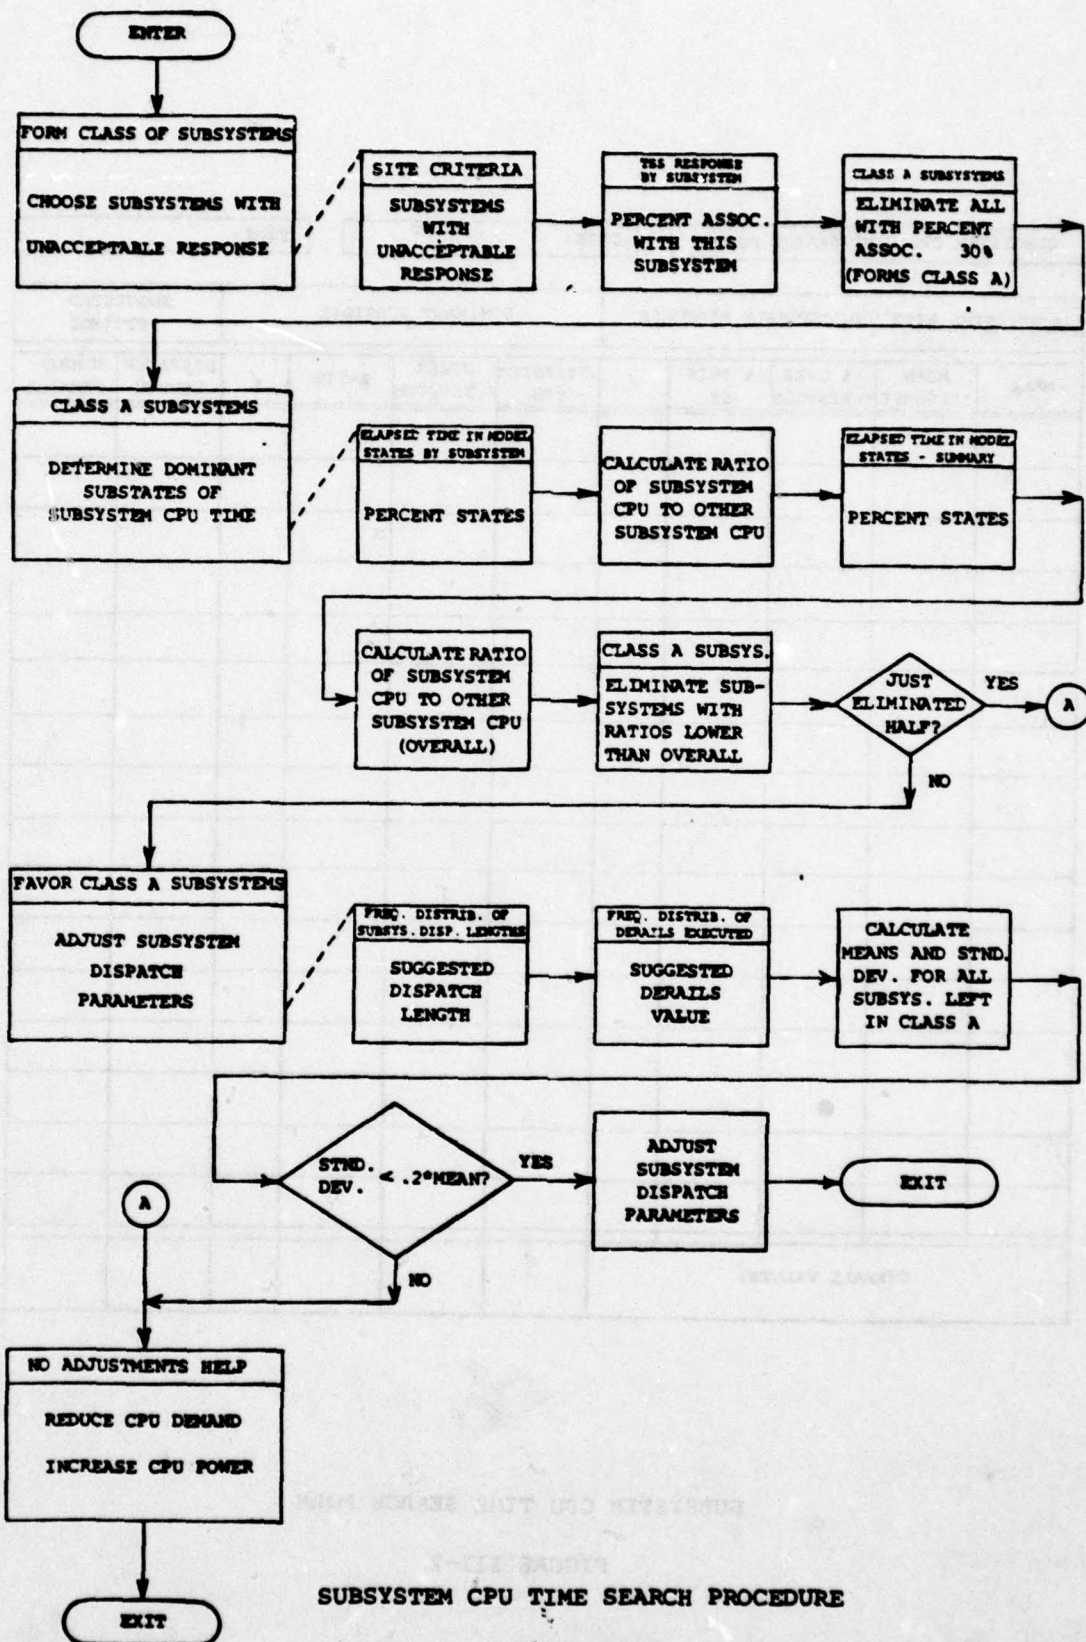 ENTER
FORM CLASS OF SUBSYSTEMS
CHOOSE SUBSYSTEMS WITH
UNACCEPTABLE RESPONSE
SITE CRITERIA
SUBSYSTEMS
WITH
UNACCEPTABLE
RESPONSE
TSS RESPONSE
BY SUBSYSTEM
PERCENT ASSOC.
WITH THIS
SUBSYSTEM
CLASS A SUBSYSTEMS
ELIMINATE ALL
WITH PERCENT
ASSOC. 30%
(FORMS CLASS A)
CLASS A SUBSYSTEMS
DETERMINE DOMINANT
SUBSTATES OF
SUBSYSTEM CPU TIME
ELAPSED TIME IN MODEL
STATES BY SUBSYSTEM
PERCENT STATES
CALCULATE RATIO
OF SUBSYSTEM
CPU TO OTHER
SUBSYSTEM CPU
ELAPSED TIME IN MODEL
STATES - SUMMARY
PERCENT STATES
CALCULATE RATIO
OF SUBSYSTEM
CPU TO OTHER
SUBSYSTEM CPU
(OVERALL)
CLASS A SUBSYS.
ELIMINATE SUB-
SYSTEMS WITH
RATIOS LOWER
THAN OVERALL
JUST
ELIMINATED
HALF?
YES
A
NO
FAVOR CLASS A SUBSYSTEMS
ADJUST SUBSYSTEM
DISPATCH
PARAMETERS
FREQ. DISTRIB. OF
SUBSYS. DISP. LENGTHS
SUGGESTED
DISPATCH
LENGTH
FREQ. DISTRIB. OF
DERAILS EXECUTED
SUGGESTED
DERAILS
VALUE
CALCULATE
MEANS AND STND.
DEV. FOR ALL
SUBSYS. LEFT
IN CLASS A
STND.
DEV. < .2*MEAN?
YES
NO
ADJUST
SUBSYSTEM
DISPATCH
PARAMETERS
EXIT
A
NO ADJUSTMENTS HELP
REDUCE CPU DEMAND
INCREASE CPU POWER
EXIT
SUBSYSTEM CPU TIME SEARCH PROCEDURE